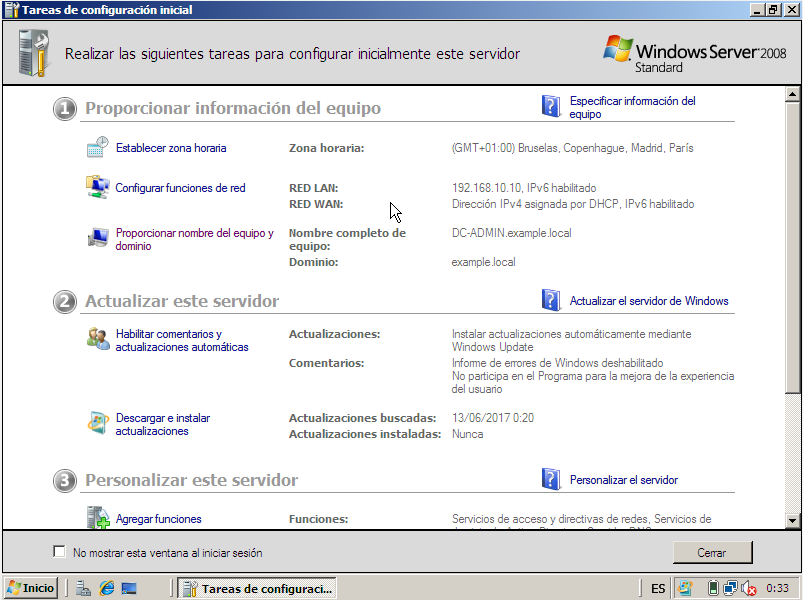 Tareas de configuración inicial
Realizar las siguientes tareas para configurar inicialmente este servidor
Windows Server 2008
Standard
1 Proporcionar información del equipo
Especificar información del
equipo
Establecer zona horaria
Zona horaria:
(GMT+01:00) Bruselas, Copenhague, Madrid, París
Configurar funciones de red
RED LAN:
192.168.10.10, IPv6 habilitado
RED WAN:
Dirección IPv4 asignada por DHCP, IPv6 habilitado
Proporcionar nombre del equipo y
dominio
Nombre completo de
equipo:
DC-ADMIN.example.local
Dominio:
example.local
2 Actualizar este servidor
Actualizar el servidor de Windows
Habilitar comentarios y
actualizaciones automáticas
Actualizaciones:
Instalar actualizaciones automáticamente mediante
Windows Update
Comentarios:
Informe de errores de Windows deshabilitado
No participa en el Programa para la mejora de la experiencia
del usuario
Descargar e instalar
actualizaciones
Actualizaciones buscadas:
13/06/2017 0:20
Actualizaciones instaladas:
Nunca
3 Personalizar este servidor
Personalizar el servidor
Agregar funciones
Funciones:
Servicios de acceso y directivas de redes, Servicios de
No mostrar esta ventana al iniciar sesión
Cerrar
Inicio
Tareas de configuraci...
ES
0:33